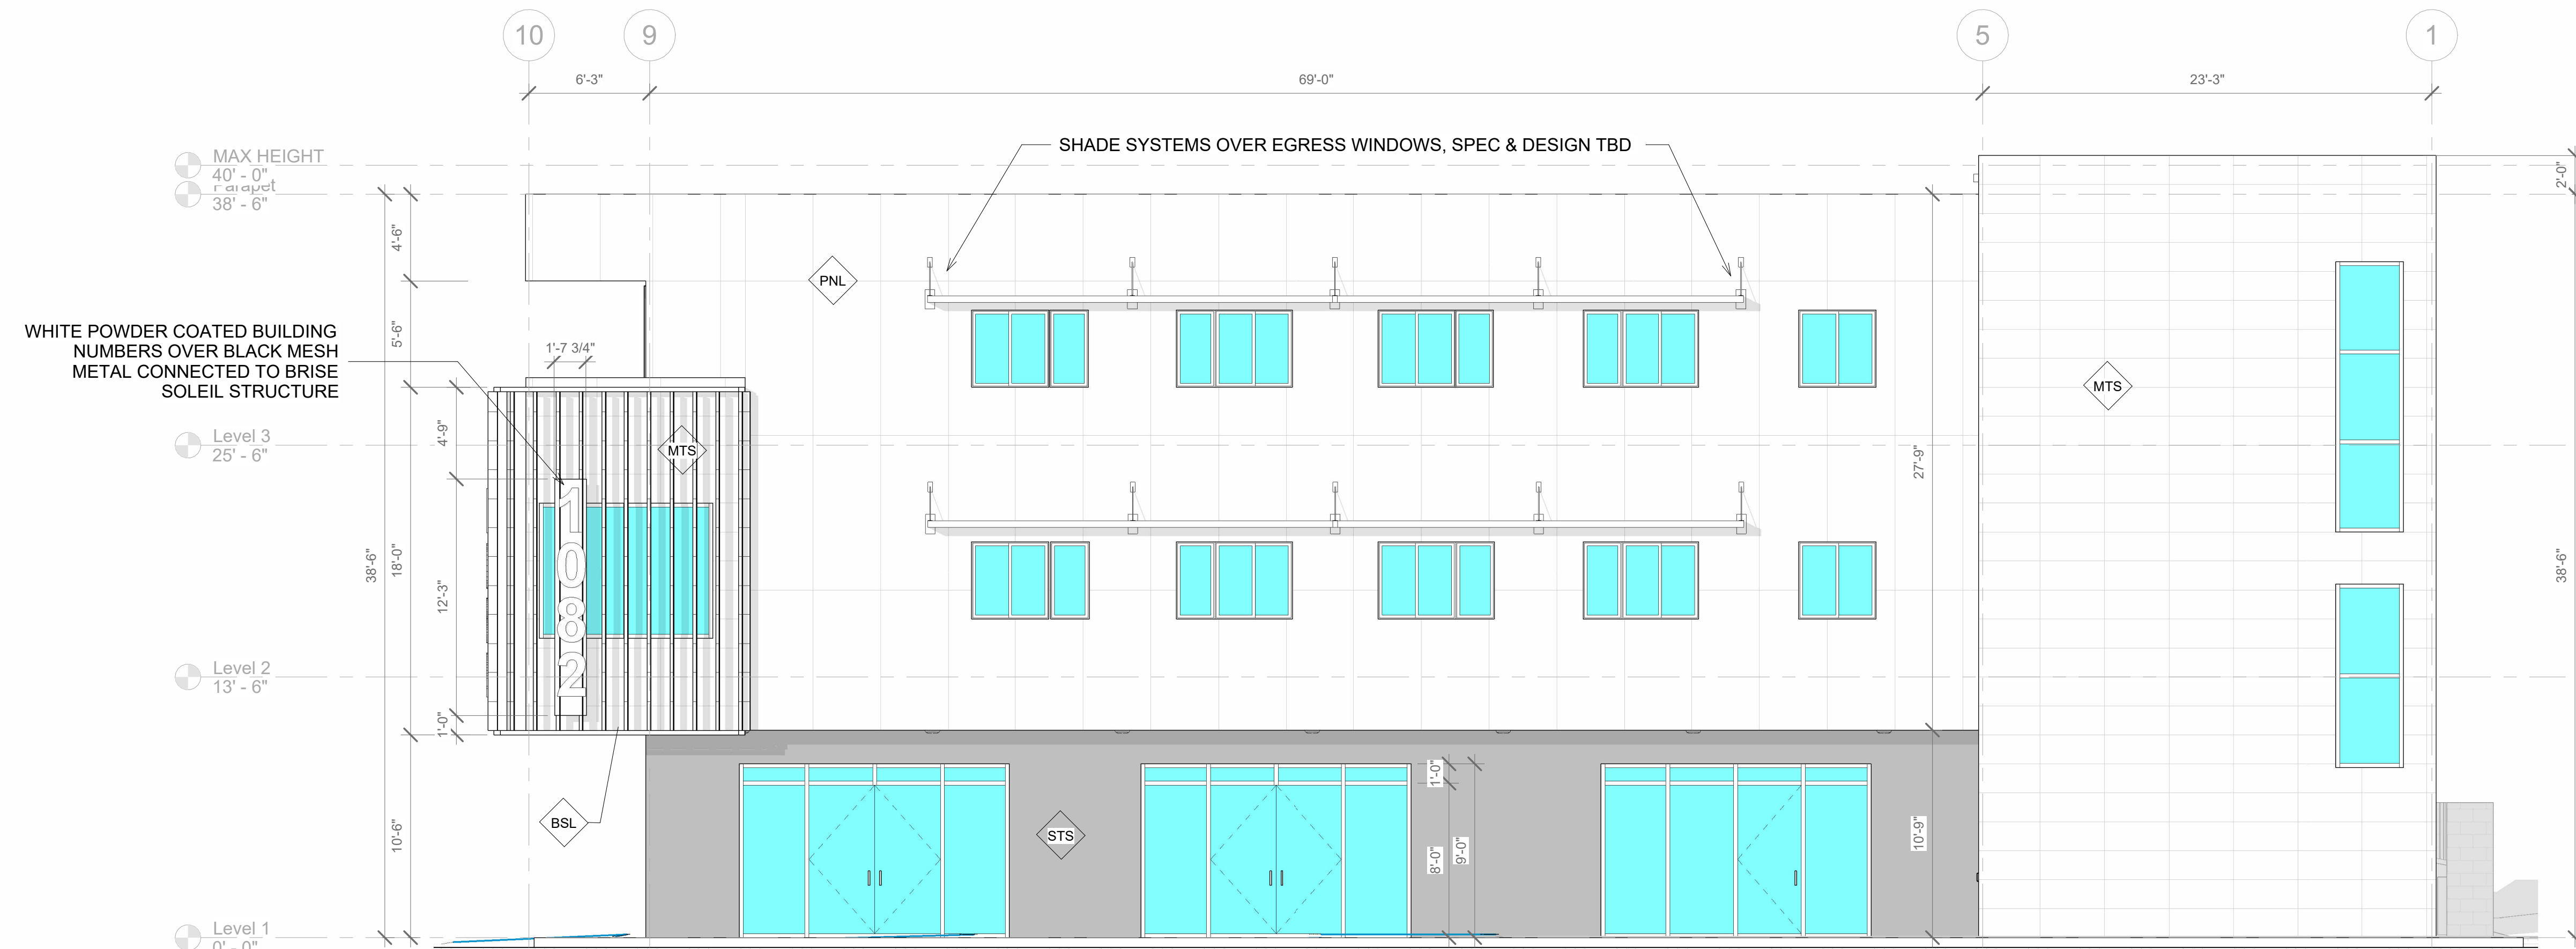 10
9
5
1
6'-3"
69'-0"
23'-3"
SHADE SYSTEMS OVER EGRESS WINDOWS, SPEC & DESIGN TBD
MAX HEIGHT
40' - 0"
Parapet
38' - 6"
2'-0"
4'-6"
PNL
WHITE POWDER COATED BUILDING
NUMBERS OVER BLACK MESH
METAL CONNECTED TO BRISE
SOLEIL STRUCTURE
5'-6"
1'-7 3/4"
MTS
MTS
Level 3
25' - 6"
4'-9"
27'-9"
1
0
8
2
38'-6"
18'-0"
12'-3"
38'-6"
Level 2
13' - 6"
1'-0"
1'-0"
BSL
STS
10'-6"
8'-0"
9'-0"
10'-9"
Level 1
0' - 0"